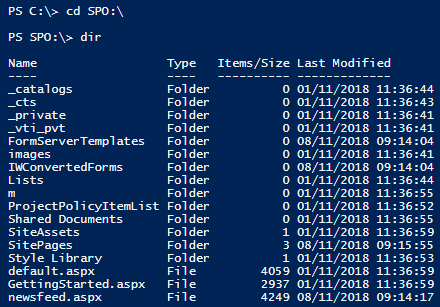 PS C:\> cd SPO:\
PS SPO:\> dir
Name Type Items/Size Last Modified
---- ---- ---------- -------------
_catalogs Folder 0 01/11/2018 11:36:44
_cts Folder 0 01/11/2018 11:36:43
_private Folder 0 01/11/2018 11:36:41
_vti_pvt Folder 0 01/11/2018 11:36:41
FormServerTemplates Folder 0 08/11/2018 09:14:04
images Folder 0 01/11/2018 11:36:41
IWConvertedForms Folder 0 08/11/2018 09:14:04
Lists Folder 0 01/11/2018 11:36:44
m Folder 0 01/11/2018 11:36:55
ProjectPolicyItemList Folder 0 01/11/2018 11:36:52
Shared Documents Folder 0 01/11/2018 11:36:55
SiteAssets Folder 1 01/11/2018 11:36:59
SitePages Folder 3 08/11/2018 09:15:55
Style Library Folder 1 01/11/2018 11:36:53
default.aspx File 4059 01/11/2018 11:36:59
GettingStarted.aspx File 2937 01/11/2018 11:36:59
newsfeed.aspx File 4249 08/11/2018 09:14:17